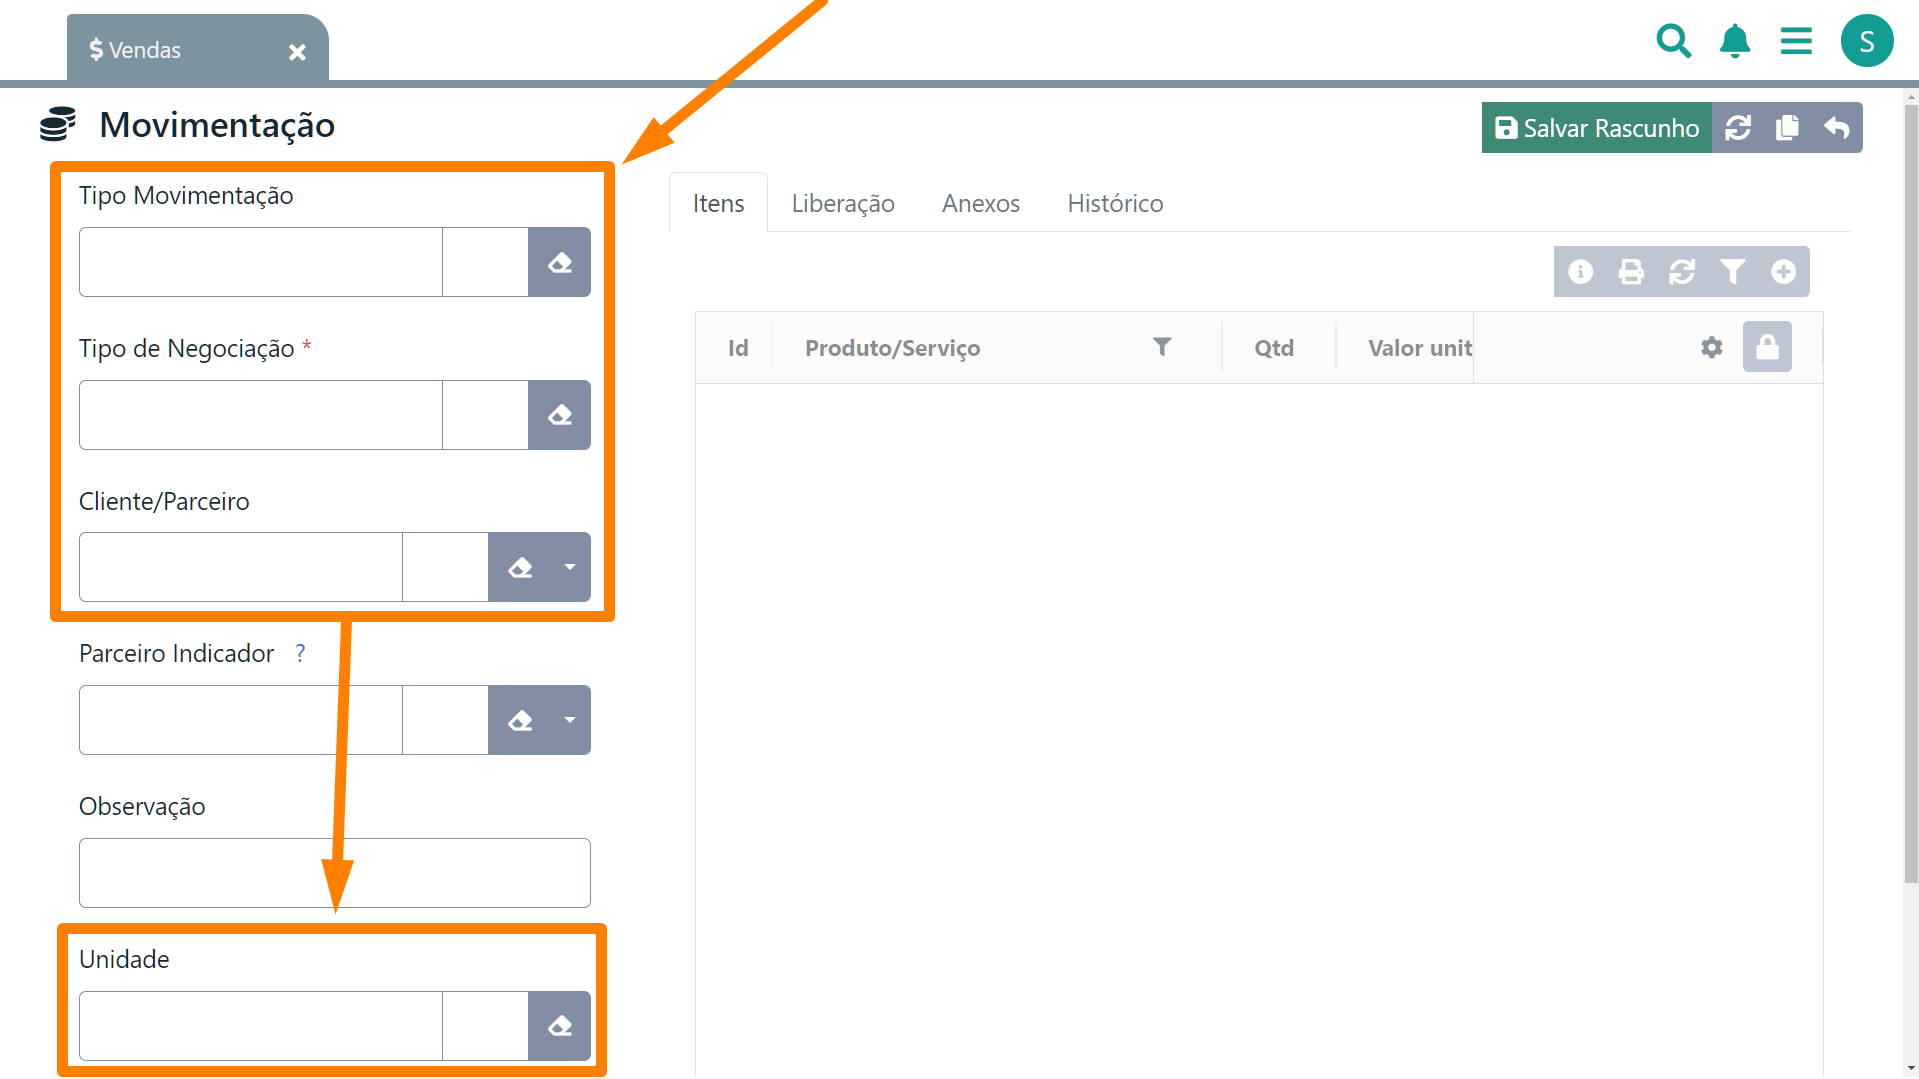 $ Vendas
S
Movimentação
Salvar Rascunho
Tipo Movimentação
Tipo de Negociação *
Cliente/Parceiro
Parceiro Indicador ?
Observação
Unidade
Itens Liberação Anexos Histórico
Id Produto/Serviço Qtd Valor unit